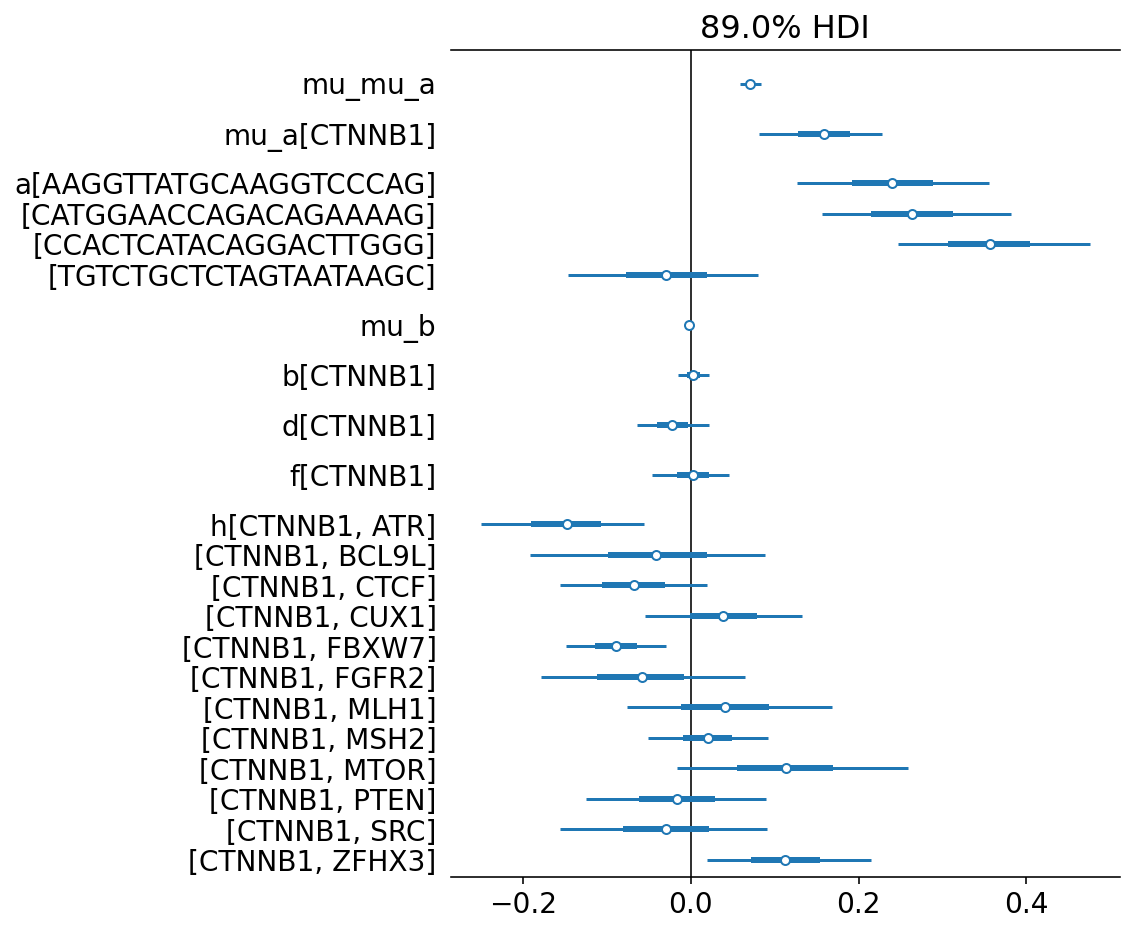 89.0% HDI
mu_mu_a
mu_a[CTNNB1]
a[AAGGTTATGCAAGGTCCCAG]
[CATGGAACCAGACAGAAAAG]
[CCACTCATACAGGACTTGGG]
[TGTCTGCTCTAGTAATAAGC]
mu_b
b[CTNNB1]
d[CTNNB1]
f[CTNNB1]
h[CTNNB1, ATR]
[CTNNB1, BCL9L]
[CTNNB1, CTCF]
[CTNNB1, CUX1]
[CTNNB1, FBXW7]
[CTNNB1, FGFR2]
[CTNNB1, MLH1]
[CTNNB1, MSH2]
[CTNNB1, MTOR]
[CTNNB1, PTEN]
[CTNNB1, SRC]
[CTNNB1, ZFHX3]
−0.2 0.0 0.2 0.4